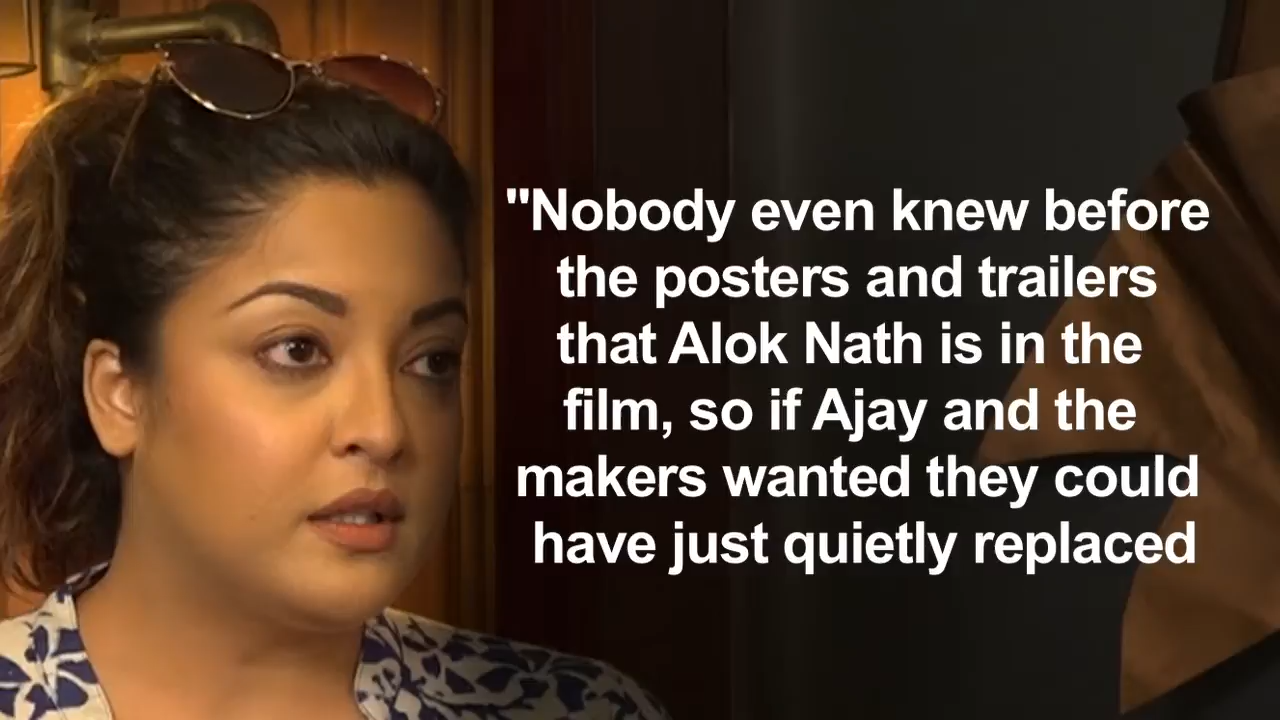 "Nobody even knew before
the posters and trailers
that Alok Nath is in the
film, so if Ajay and the
makers wanted they could
have just quietly replaced